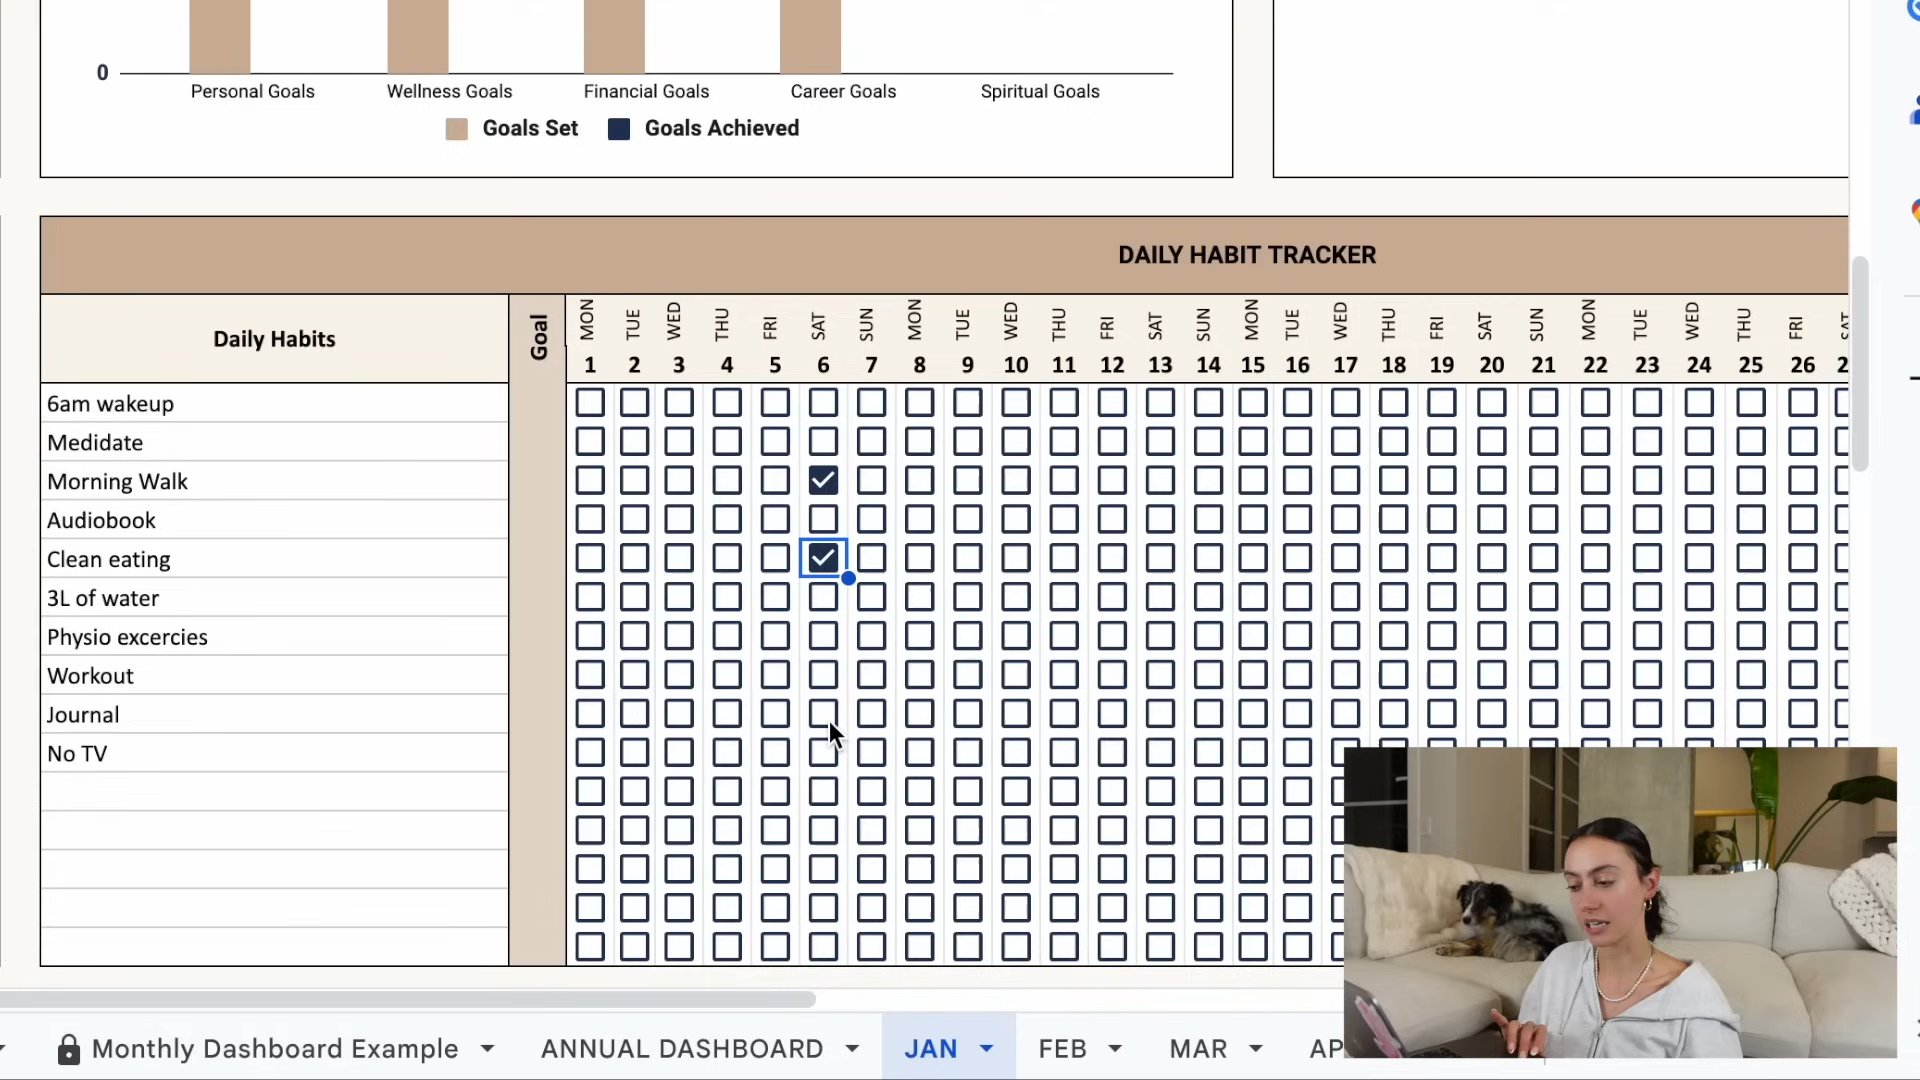 0
Personal Goals Wellness Goals Financial Goals Career Goals Spiritual Goals
Goals Set Goals Achieved
DAILY HABIT TRACKER
Daily Habits Goal MON TUE WED THU FRI SAT SUN MON TUE WED THU FRI SAT SUN MON TUE WED THU FRI SAT SUN MON TUE WED THU FRI SAT
1 2 3 4 5 6 7 8 9 10 11 12 13 14 15 16 17 18 19 20 21 22 23 24 25 26 2
6am wakeup
Medidate
Morning Walk
Audiobook
Clean eating
3L of water
Physio excercies
Workout
Journal
No TV
Monthly Dashboard Example ANNUAL DASHBOARD JAN FEB MAR AP